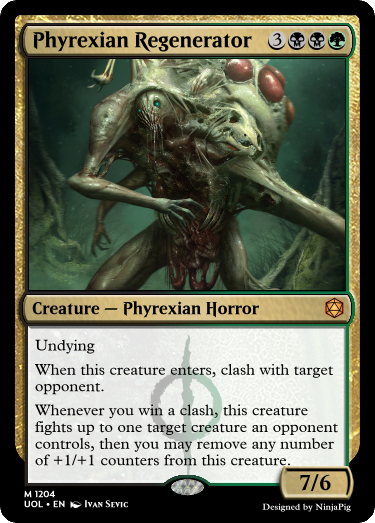 Phyrexian Regenerator 3
Creature — Phyrexian Horror
Undying
When this creature enters, clash with target
opponent.
Whenever you win a clash, this creature
fights up to one target creature an opponent
controls, then you may remove any number
of +1/+1 counters from this creature.
7/6
M 1204
UOL • EN Ivan Sevic
Designed by NinjaPig